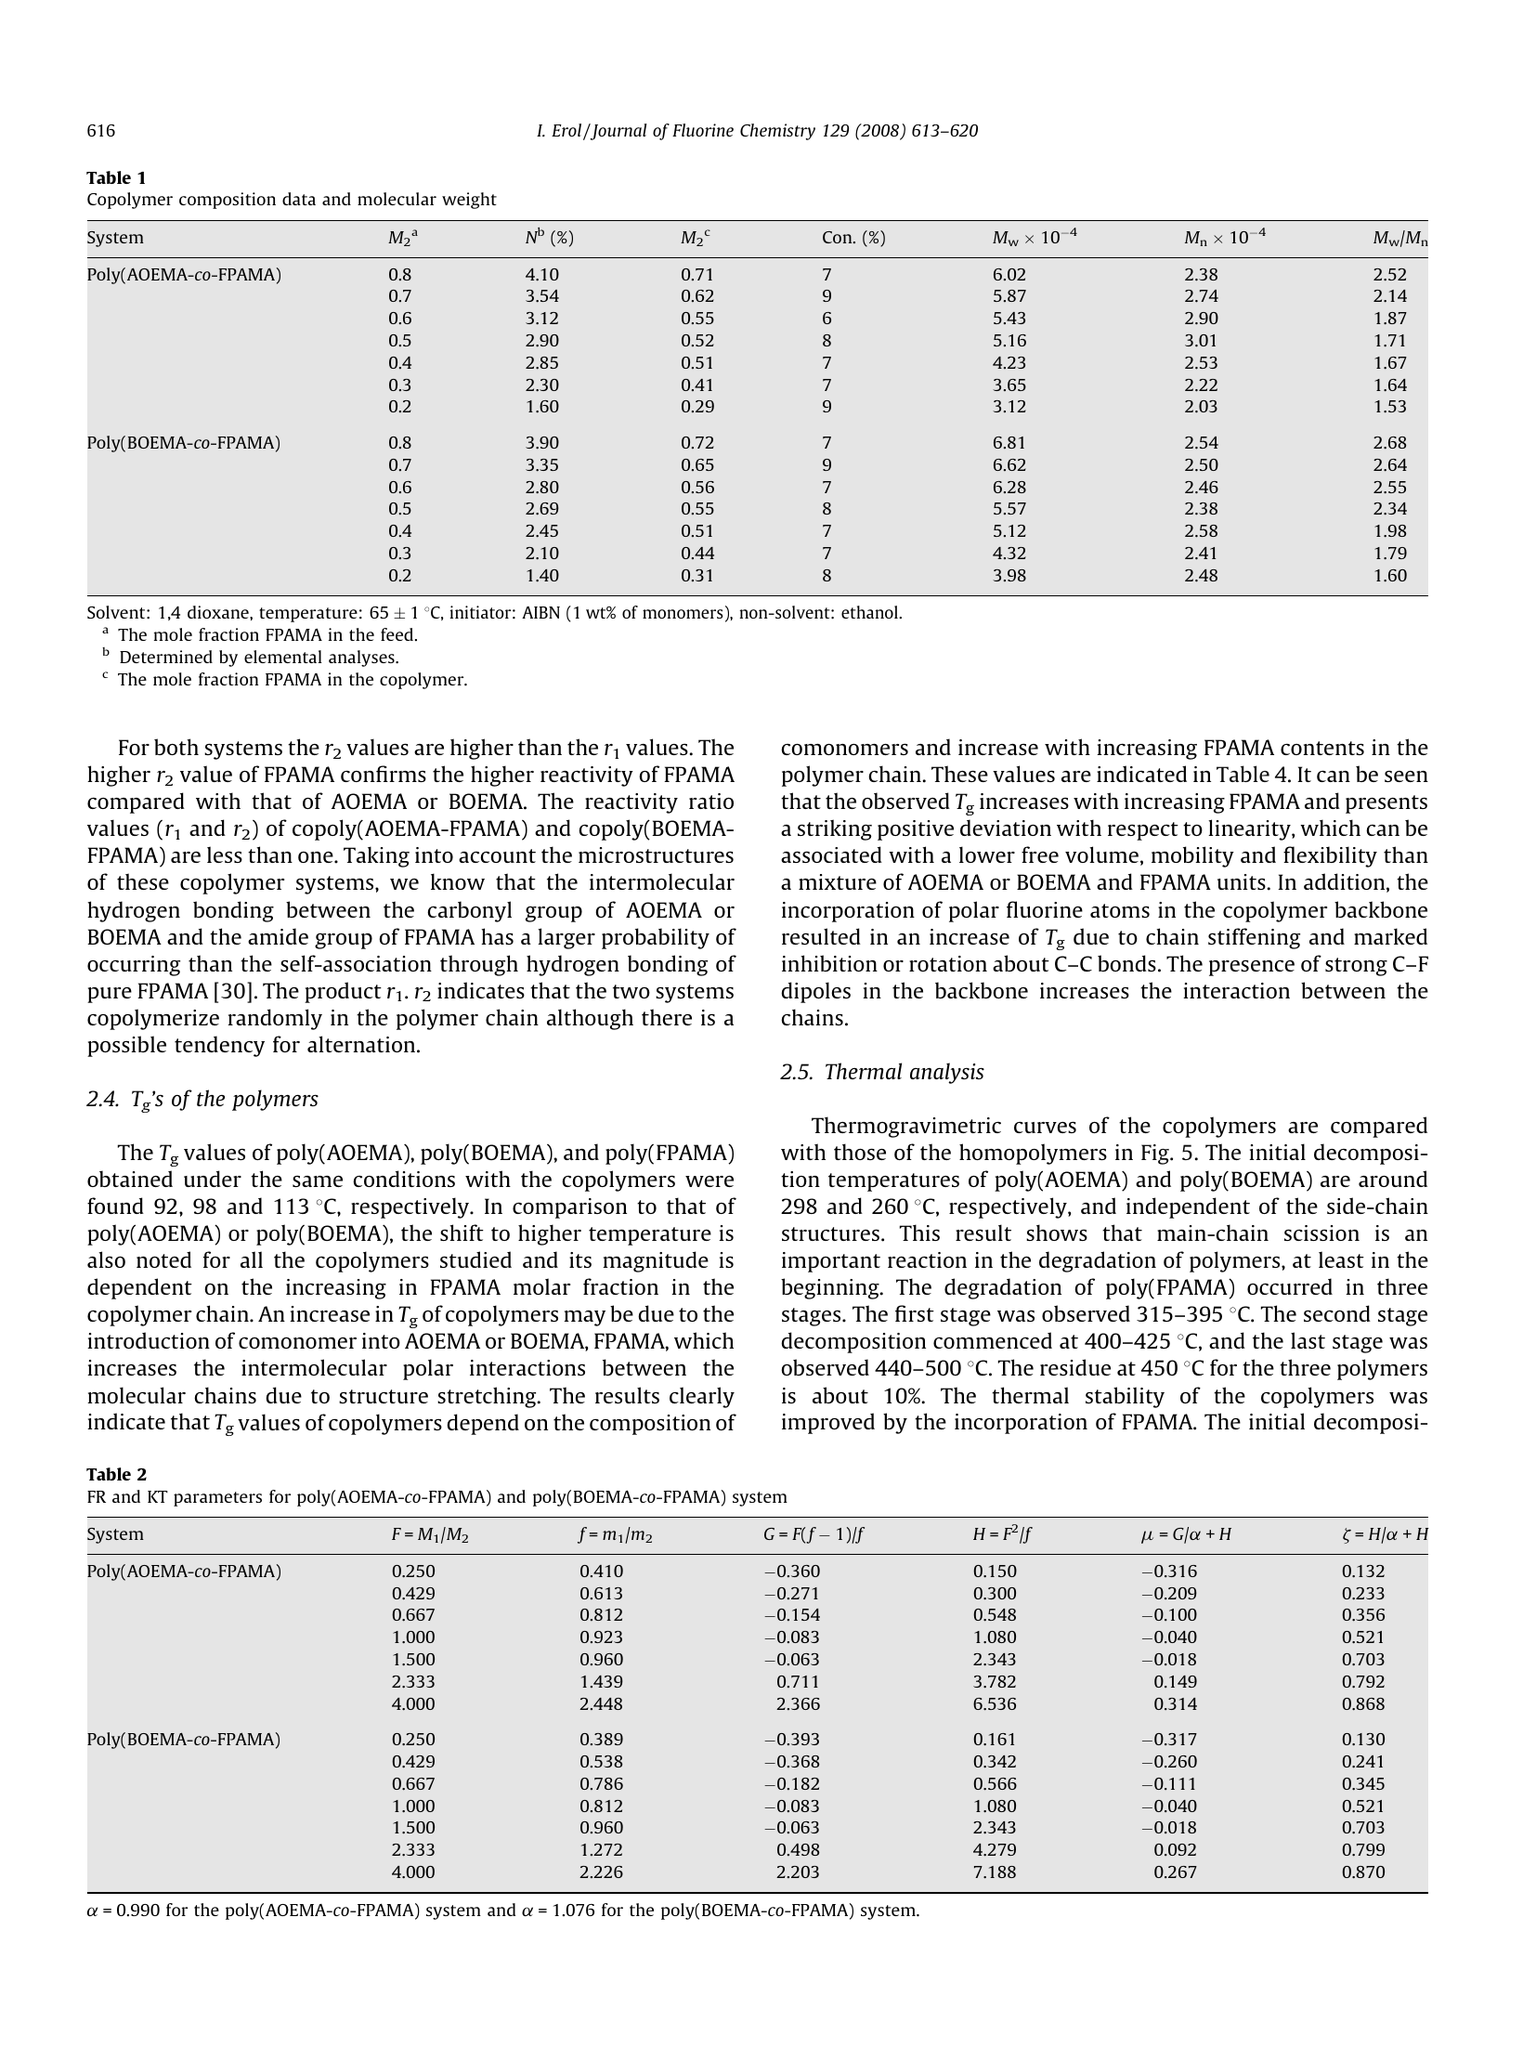 616
I. Erol / Journal of Fluorine Chemistry 129 (2008) 613–620
Table 1
Copolymer composition data and molecular weight
System M2a Nb (%) M2c Con. (%) Mw × 10−4 Mn × 10−4 Mw/Mn
Poly(AOEMA-co-FPAMA) 0.8 4.10 0.71 7 6.02 2.38 2.52
0.7 3.54 0.62 9 5.87 2.74 2.14
0.6 3.12 0.55 6 5.43 2.90 1.87
0.5 2.90 0.52 8 5.16 3.01 1.71
0.4 2.85 0.51 7 4.23 2.53 1.67
0.3 2.30 0.41 7 3.65 2.22 1.64
0.2 1.60 0.29 9 3.12 2.03 1.53
Poly(BOEMA-co-FPAMA) 0.8 3.90 0.72 7 6.81 2.54 2.68
0.7 3.35 0.65 9 6.62 2.50 2.64
0.6 2.80 0.56 7 6.28 2.46 2.55
0.5 2.69 0.55 8 5.57 2.38 2.34
0.4 2.45 0.51 7 5.12 2.58 1.98
0.3 2.10 0.44 7 4.32 2.41 1.79
0.2 1.40 0.31 8 3.98 2.48 1.60
Solvent: 1,4 dioxane, temperature: 65 ± 1 °C, initiator: AIBN (1 wt% of monomers), non-solvent: ethanol.
a The mole fraction FPAMA in the feed.
b Determined by elemental analyses.
c The mole fraction FPAMA in the copolymer.
For both systems the r2 values are higher than the r1 values. The
higher r2 value of FPAMA confirms the higher reactivity of FPAMA
compared with that of AOEMA or BOEMA. The reactivity ratio
values (r1 and r2) of copoly(AOEMA-FPAMA) and copoly(BOEMA-
FPAMA) are less than one. Taking into account the microstructures
of these copolymer systems, we know that the intermolecular
hydrogen bonding between the carbonyl group of AOEMA or
BOEMA and the amide group of FPAMA has a larger probability of
occurring than the self-association through hydrogen bonding of
pure FPAMA [30]. The product r1. r2 indicates that the two systems
copolymerize randomly in the polymer chain although there is a
possible tendency for alternation.
2.4. Tg's of the polymers
The Tg values of poly(AOEMA), poly(BOEMA), and poly(FPAMA)
obtained under the same conditions with the copolymers were
found 92, 98 and 113 °C, respectively. In comparison to that of
poly(AOEMA) or poly(BOEMA), the shift to higher temperature is
also noted for all the copolymers studied and its magnitude is
dependent on the increasing in FPAMA molar fraction in the
copolymer chain. An increase in Tg of copolymers may be due to the
introduction of comonomer into AOEMA or BOEMA, FPAMA, which
increases the intermolecular polar interactions between the
molecular chains due to structure stretching. The results clearly
indicate that Tg values of copolymers depend on the composition of
comonomers and increase with increasing FPAMA contents in the
polymer chain. These values are indicated in Table 4. It can be seen
that the observed Tg increases with increasing FPAMA and presents
a striking positive deviation with respect to linearity, which can be
associated with a lower free volume, mobility and flexibility than
a mixture of AOEMA or BOEMA and FPAMA units. In addition, the
incorporation of polar fluorine atoms in the copolymer backbone
resulted in an increase of Tg due to chain stiffening and marked
inhibition or rotation about C–C bonds. The presence of strong C–F
dipoles in the backbone increases the interaction between the
chains.
2.5. Thermal analysis
Thermogravimetric curves of the copolymers are compared
with those of the homopolymers in Fig. 5. The initial decomposi-
tion temperatures of poly(AOEMA) and poly(BOEMA) are around
298 and 260 °C, respectively, and independent of the side-chain
structures. This result shows that main-chain scission is an
important reaction in the degradation of polymers, at least in the
beginning. The degradation of poly(FPAMA) occurred in three
stages. The first stage was observed 315–395 °C. The second stage
decomposition commenced at 400–425 °C, and the last stage was
observed 440–500 °C. The residue at 450 °C for the three polymers
is about 10%. The thermal stability of the copolymers was
improved by the incorporation of FPAMA. The initial decomposi-
Table 2
FR and KT parameters for poly(AOEMA-co-FPAMA) and poly(BOEMA-co-FPAMA) system
System F = M1/M2 f = m1/m2 G = F(f − 1)/f H = F2/f μ = G/α + H ζ = H/α + H
Poly(AOEMA-co-FPAMA) 0.250 0.410 −0.360 0.150 −0.316 0.132
0.429 0.613 −0.271 0.300 −0.209 0.233
0.667 0.812 −0.154 0.548 −0.100 0.356
1.000 0.923 −0.083 1.080 −0.040 0.521
1.500 0.960 −0.063 2.343 −0.018 0.703
2.333 1.439 0.711 3.782 0.149 0.792
4.000 2.448 2.366 6.536 0.314 0.868
Poly(BOEMA-co-FPAMA) 0.250 0.389 −0.393 0.161 −0.317 0.130
0.429 0.538 −0.368 0.342 −0.260 0.241
0.667 0.786 −0.182 0.566 −0.111 0.345
1.000 0.812 −0.083 1.080 −0.040 0.521
1.500 0.960 −0.063 2.343 −0.018 0.703
2.333 1.272 0.498 4.279 0.092 0.799
4.000 2.226 2.203 7.188 0.267 0.870
α = 0.990 for the poly(AOEMA-co-FPAMA) system and α = 1.076 for the poly(BOEMA-co-FPAMA) system.